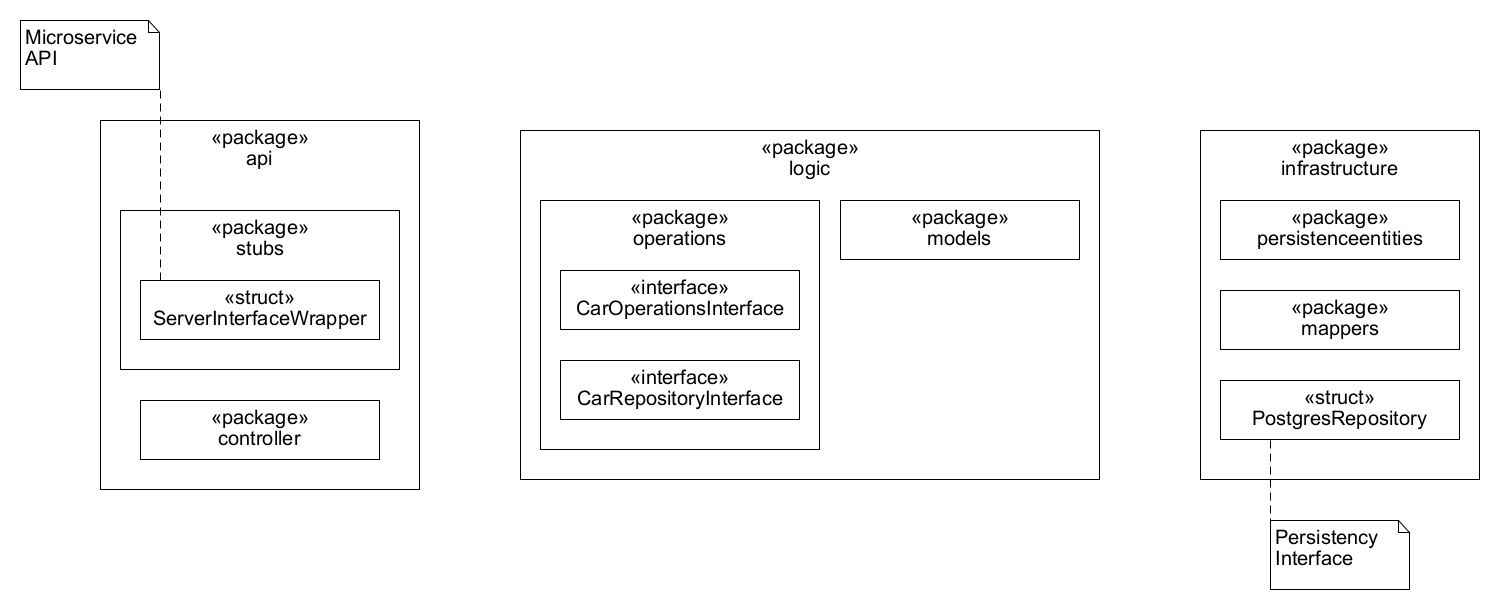 Microservice
API
«package»
api
«package»
stubs
«struct»
ServerInterfaceWrapper
«package»
controller
«package»
logic
«package»
operations
«interface»
CarOperationsInterface
«interface»
CarRepositoryInterface
«package»
models
«package»
infrastructure
«package»
persistenceentities
«package»
mappers
«struct»
PostgresRepository
Persistency
Interface